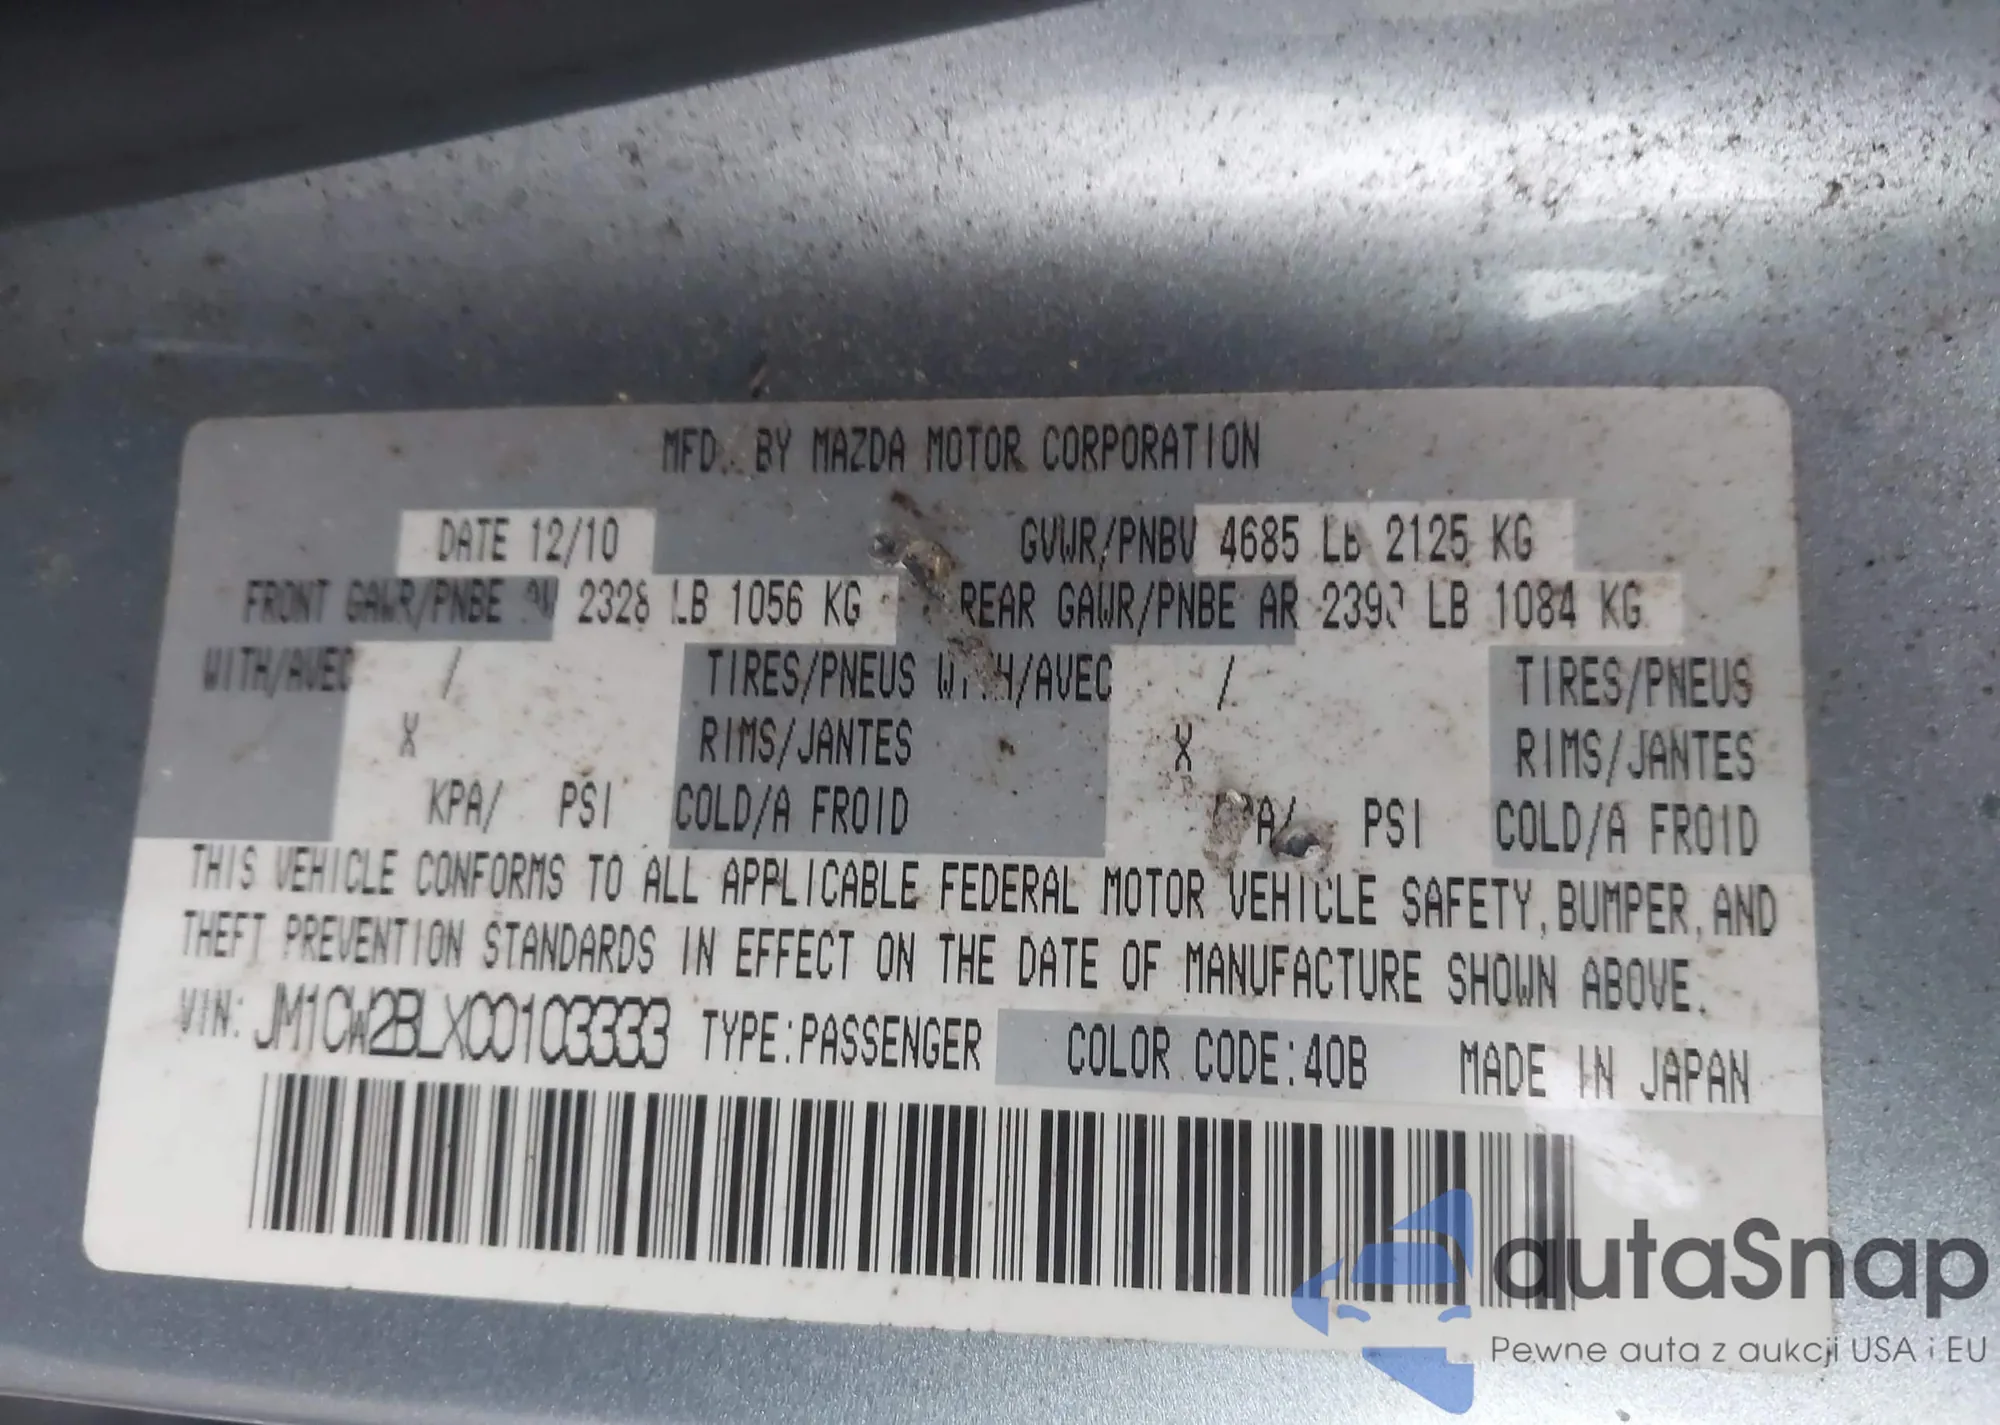 MFD. BY MAZDA MOTOR CORPORATION
DATE 12/10 GVWR/PNBV 4685 LB 2125 KG
FRONT GAWR/PNBE AV 2328 LB 1056 KG REAR GAWR/PNBE AR 2390 LB 1084 KG
WITH/AVEC / TIRES/PNEUS WITH/AVEC / TIRES/PNEUS
X RIMS/JANTES X RIMS/JANTES
KPA/ PSI COLD/A FROID KPA/ PSI COLD/A FROID
THIS VEHICLE CONFORMS TO ALL APPLICABLE FEDERAL MOTOR VEHICLE SAFETY, BUMPER, AND
THEFT PREVENTION STANDARDS IN EFFECT ON THE DATE OF MANUFACTURE SHOWN ABOVE.
VIN: JM1CW2BLXC0103333 TYPE:PASSENGER COLOR CODE:40B MADE IN JAPAN
autaSnap
Pewne auta z aukcji USA i EU